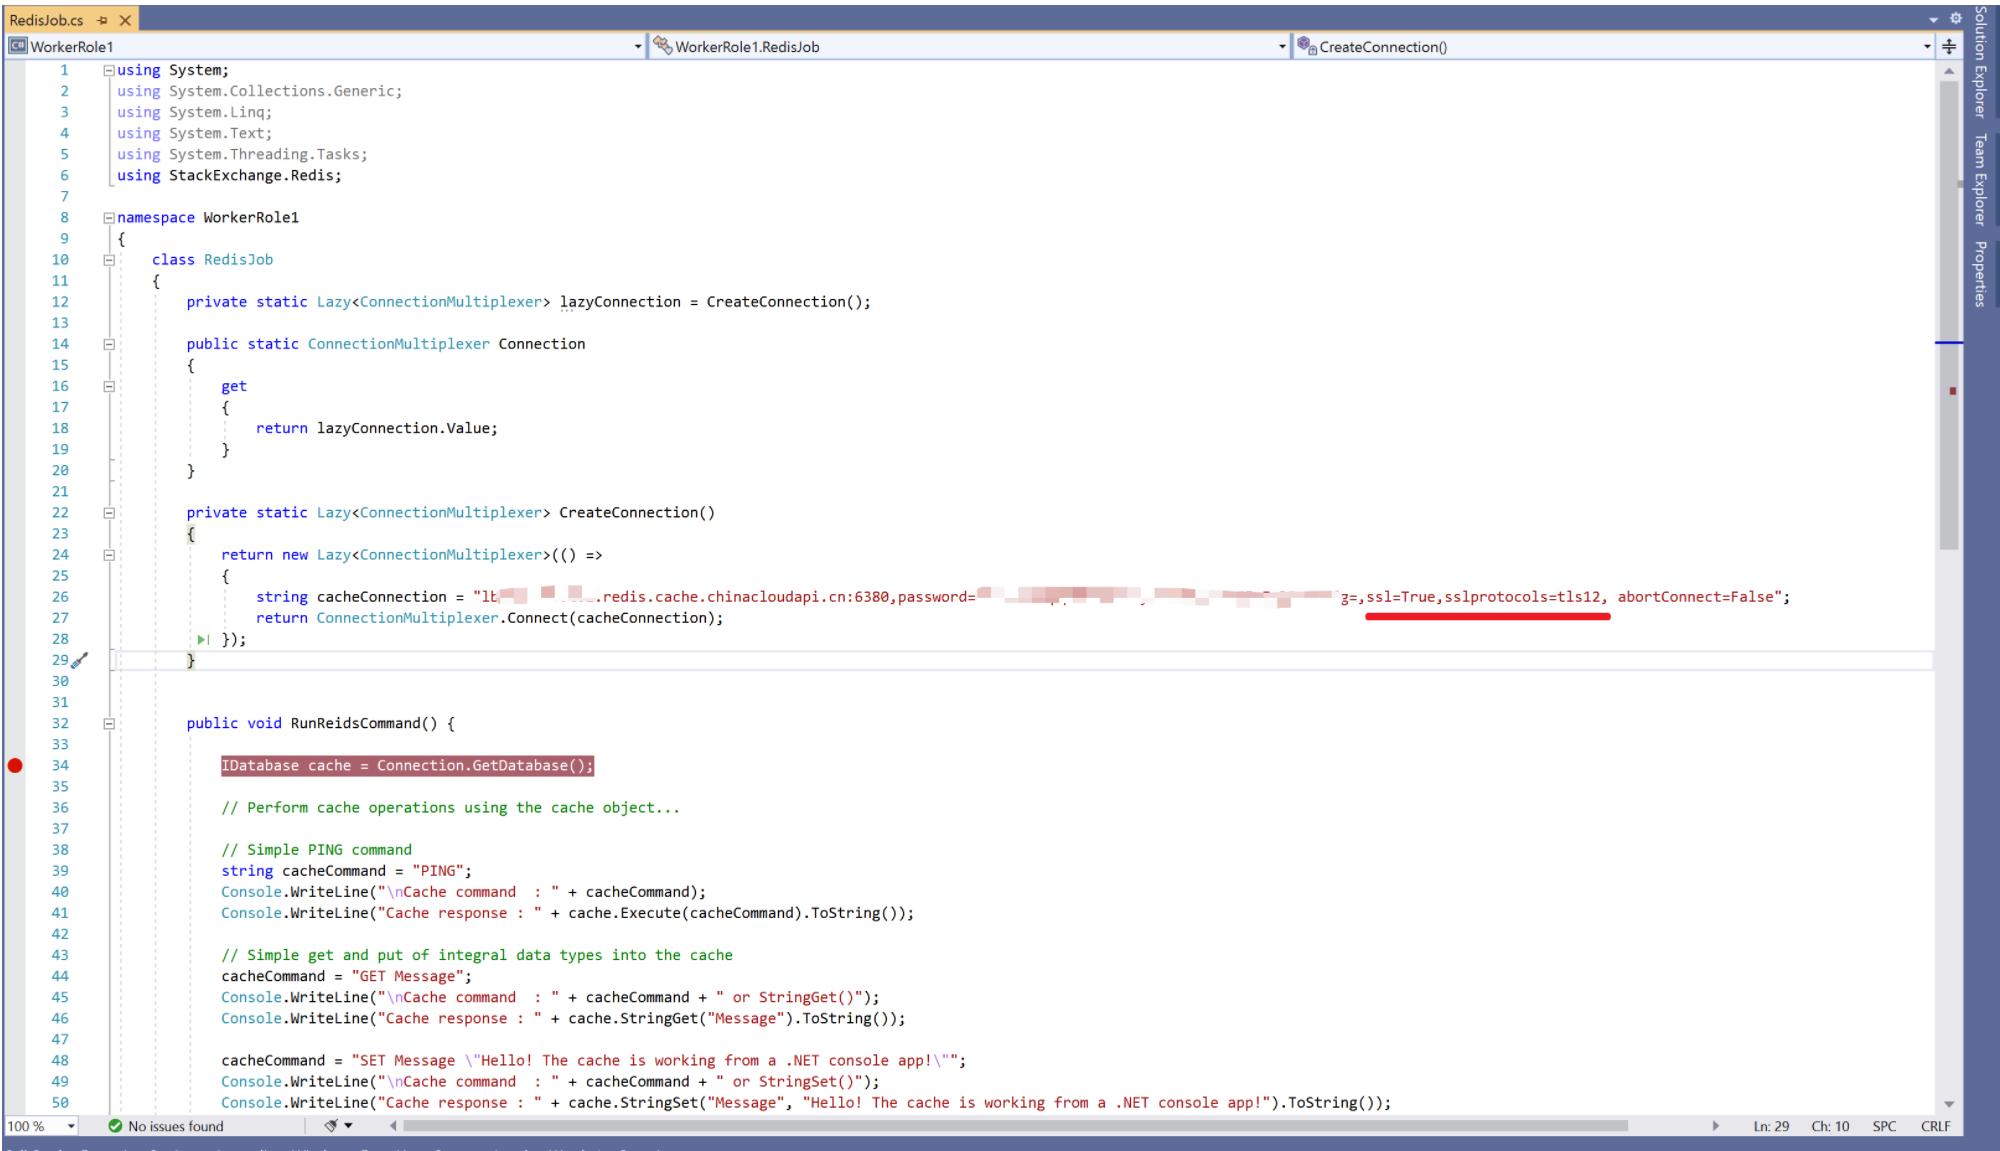 RedisJob.cs
WorkerRole1
WorkerRole1.RedisJob
CreateConnection()
1 using System;
2 using System.Collections.Generic;
3 using System.Linq;
4 using System.Text;
5 using System.Threading.Tasks;
6 using StackExchange.Redis;
7
8 namespace WorkerRole1
9 {
10 class RedisJob
11 {
12 private static Lazy<ConnectionMultiplexer> lazyConnection = CreateConnection();
13
14 public static ConnectionMultiplexer Connection
15 {
16 get
17 {
18 return lazyConnection.Value;
19 }
20 }
21
22 private static Lazy<ConnectionMultiplexer> CreateConnection()
23 {
24 return new Lazy<ConnectionMultiplexer>(() =>
25 {
26 string cacheConnection = " .redis.cache.chinacloudapi.cn:6380,password= g=,ssl=True,sslprotocols=tls12, abortConnect=False";
27 return ConnectionMultiplexer.Connect(cacheConnection);
28 });
29 }
30
31
32 public void RunReidsCommand() {
33
34 IDatabase cache = Connection.GetDatabase();
35
36 // Perform cache operations using the cache object...
37
38 // Simple PING command
39 string cacheCommand = "PING";
40 Console.WriteLine("\nCache command  : " + cacheCommand);
41 Console.WriteLine("Cache response : " + cache.Execute(cacheCommand).ToString());
42
43 // Simple get and put of integral data types into the cache
44 cacheCommand = "GET Message";
45 Console.WriteLine("\nCache command  : " + cacheCommand + " or StringGet()");
46 Console.WriteLine("Cache response : " + cache.StringGet("Message").ToString());
47
48 cacheCommand = "SET Message \"Hello! The cache is working from a .NET console app!\"";
49 Console.WriteLine("\nCache command  : " + cacheCommand + " or StringSet()");
50 Console.WriteLine("Cache response : " + cache.StringSet("Message", "Hello! The cache is working from a .NET console app!").ToString());
100 %
No issues found
Ln: 29 Ch: 10 SPC CRLF
Solution Explorer
Team Explorer
Properties